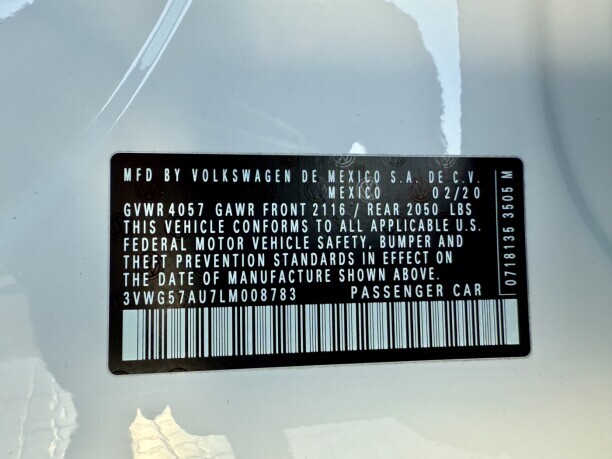 MFD BY VOLKSWAGEN DE MEXICO S.A. DE C.V.
MEXICO 02/20
GVWR 4057 GAWR FRONT 2116 / REAR 2050 LBS
THIS VEHICLE CONFORMS TO ALL APPLICABLE U.S.
FEDERAL MOTOR VEHICLE SAFETY, BUMPER AND
THEFT PREVENTION STANDARDS IN EFFECT ON
THE DATE OF MANUFACTURE SHOWN ABOVE.
3VWG57AU7LM008783 PASSENGER CAR
0718135 3505 M